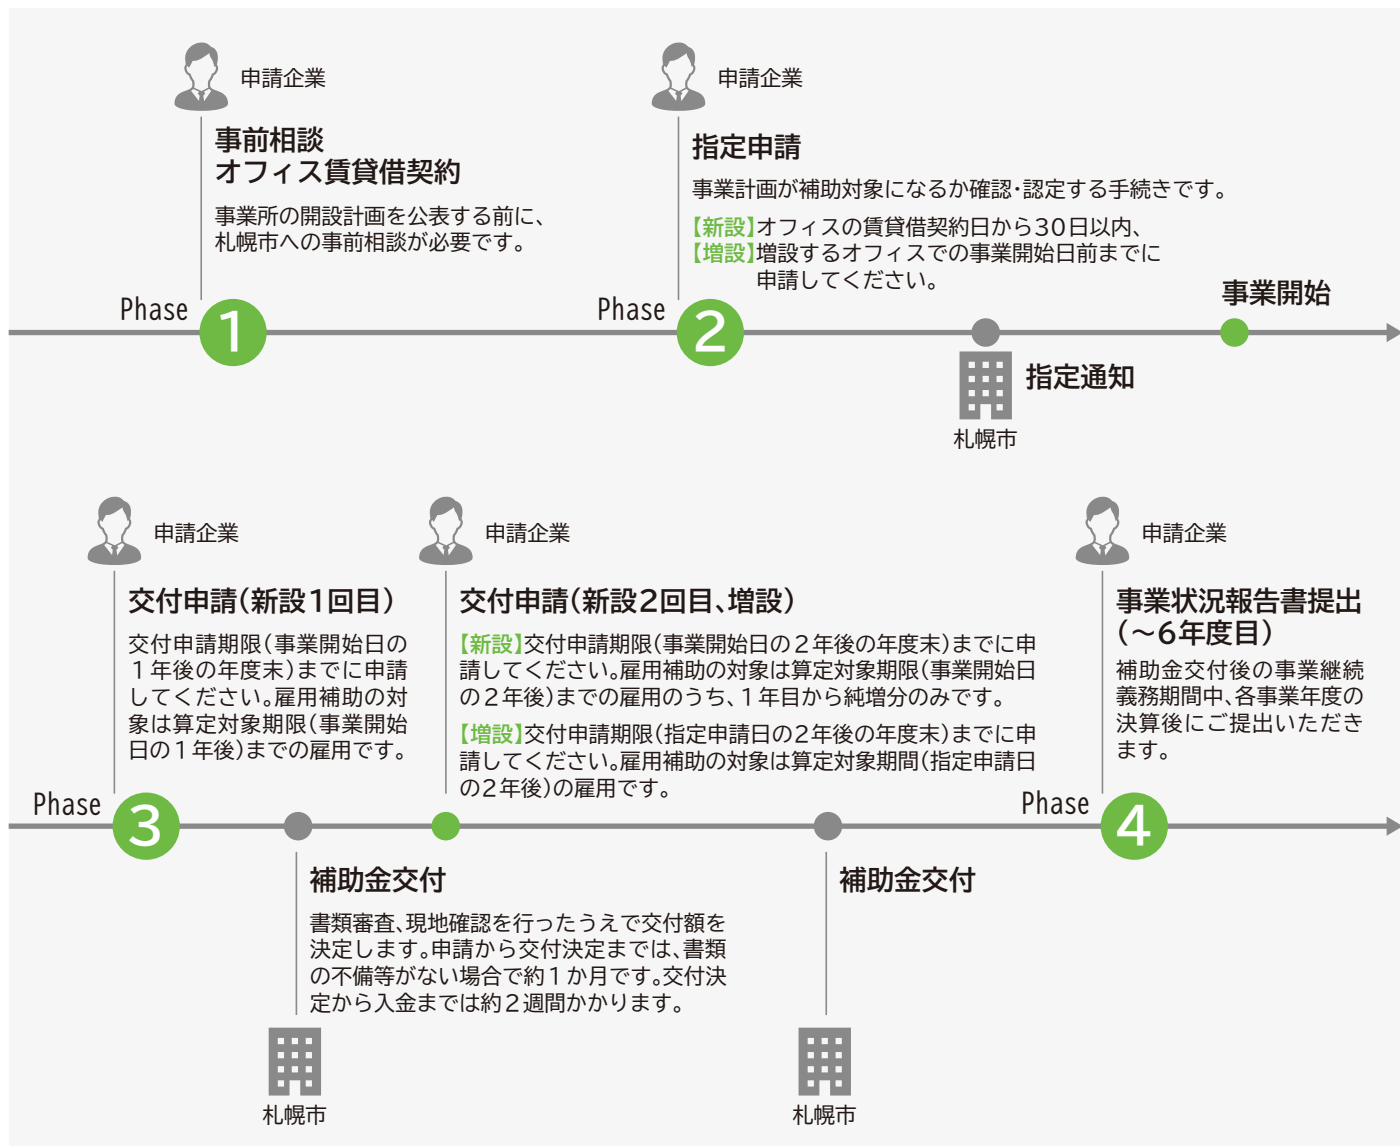 申請企業
事前相談
オフィス賃貸借契約
事業所の開設計画を公表する前に、
札幌市への事前相談が必要です。
Phase
1
申請企業
指定申請
事業計画が補助対象になるか確認・認定する手続きです。
【新設】オフィスの賃貸借契約日から30日以内、
【増設】増設するオフィスでの事業開始日前までに
申請してください。
Phase
2
指定通知
札幌市
事業開始
申請企業
交付申請(新設1回目)
交付申請期限(事業開始日の
1年後の年度末)までに申請
してください。雇用補助の対
象は算定対象期限(事業開始
日の1年後)までの雇用です。
Phase
3
補助金交付
書類審査、現地確認を行ったうえで交付額を
決定します。申請から交付決定までは、書類
の不備等がない場合で約1か月です。交付決
定から入金までは約2週間かかります。
札幌市
申請企業
交付申請(新設2回目、増設)
【新設】交付申請期限(事業開始日の2年後の年度末)までに申
請してください。雇用補助の対象は算定対象期限(事業開始日
の2年後)までの雇用のうち、1年目から純増分のみです。
【増設】交付申請期限(指定申請日の2年後の年度末)までに申
請してください。雇用補助の対象は算定対象期間(指定申請日
の2年後)の雇用です。
補助金交付
札幌市
申請企業
事業状況報告書提出
(〜6年度目)
補助金交付後の事業継続
義務期間中、各事業年度の
決算後にご提出いただき
ます。
Phase
4